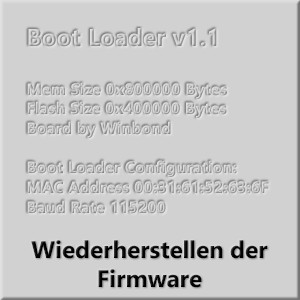 Boot Loader v1.1
Mem Size 0x800000 Bytes
Flash Size 0x400000 Bytes
Board by Winbond
Boot Loader Configuration:
MAC Address 00:31:61:52:63:6F
Baud Rate 115200
Wiederherstellen der
Firmware